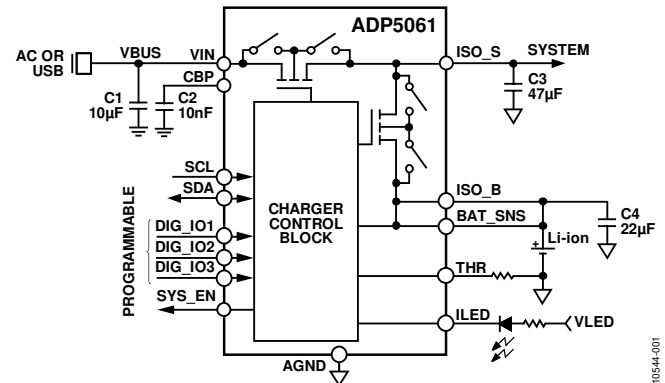 ADP5061
AC OR
USB
VBUS
VIN
CBP
C1
10µF
C2
10nF
ISO_S
SYSTEM
C3
47µF
SCL
SDA
PROGRAMMABLE
DIG_IO1
DIG_IO2
DIG_IO3
SYS_EN
CHARGER
CONTROL
BLOCK
ISO_B
BAT_SNS
C4
22µF
+
Li-ion
THR
ILED
VLED
AGND
10544-001